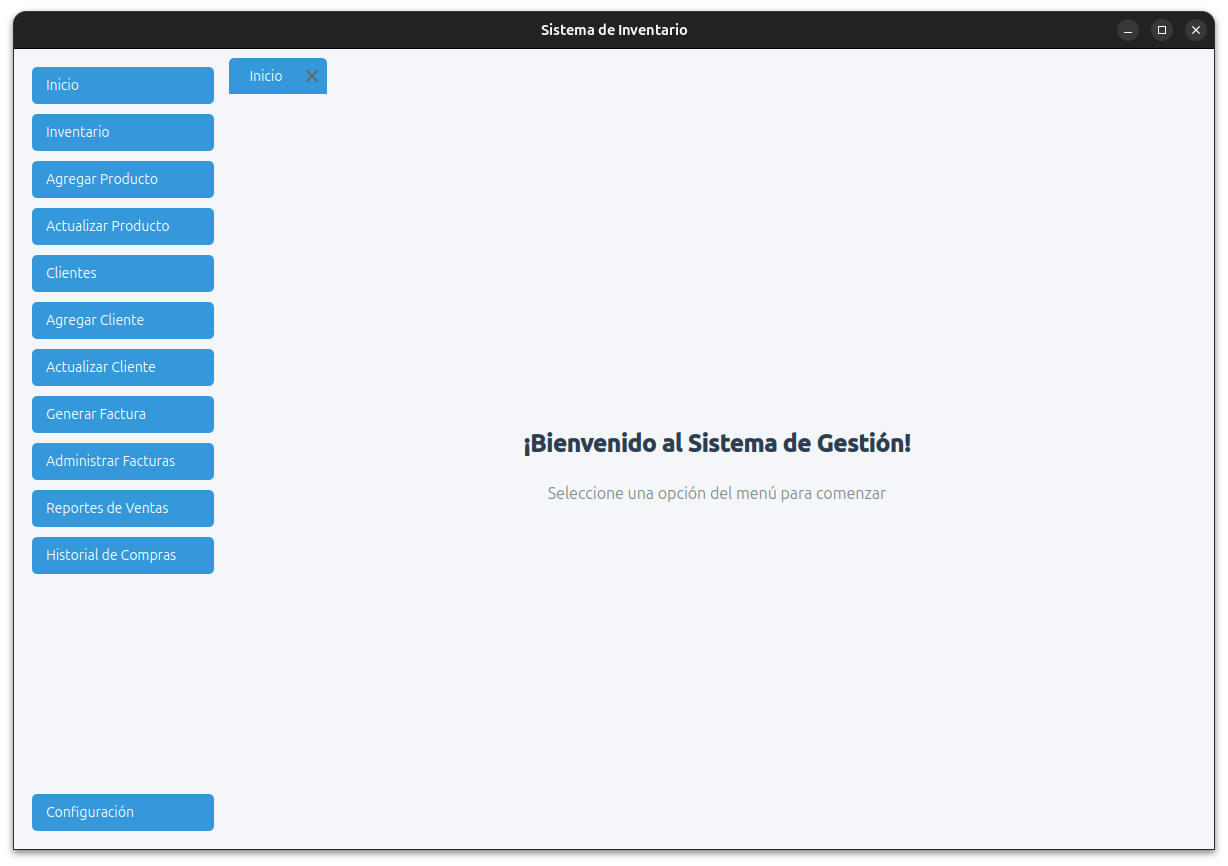 Sistema de Inventario
Inicio
Inventario
Agregar Producto
Actualizar Producto
Clientes
Agregar Cliente
Actualizar Cliente
Generar Factura
Administrar Facturas
Reportes de Ventas
Historial de Compras
Configuración
Inicio
¡Bienvenido al Sistema de Gestión!
Seleccione una opción del menú para comenzar